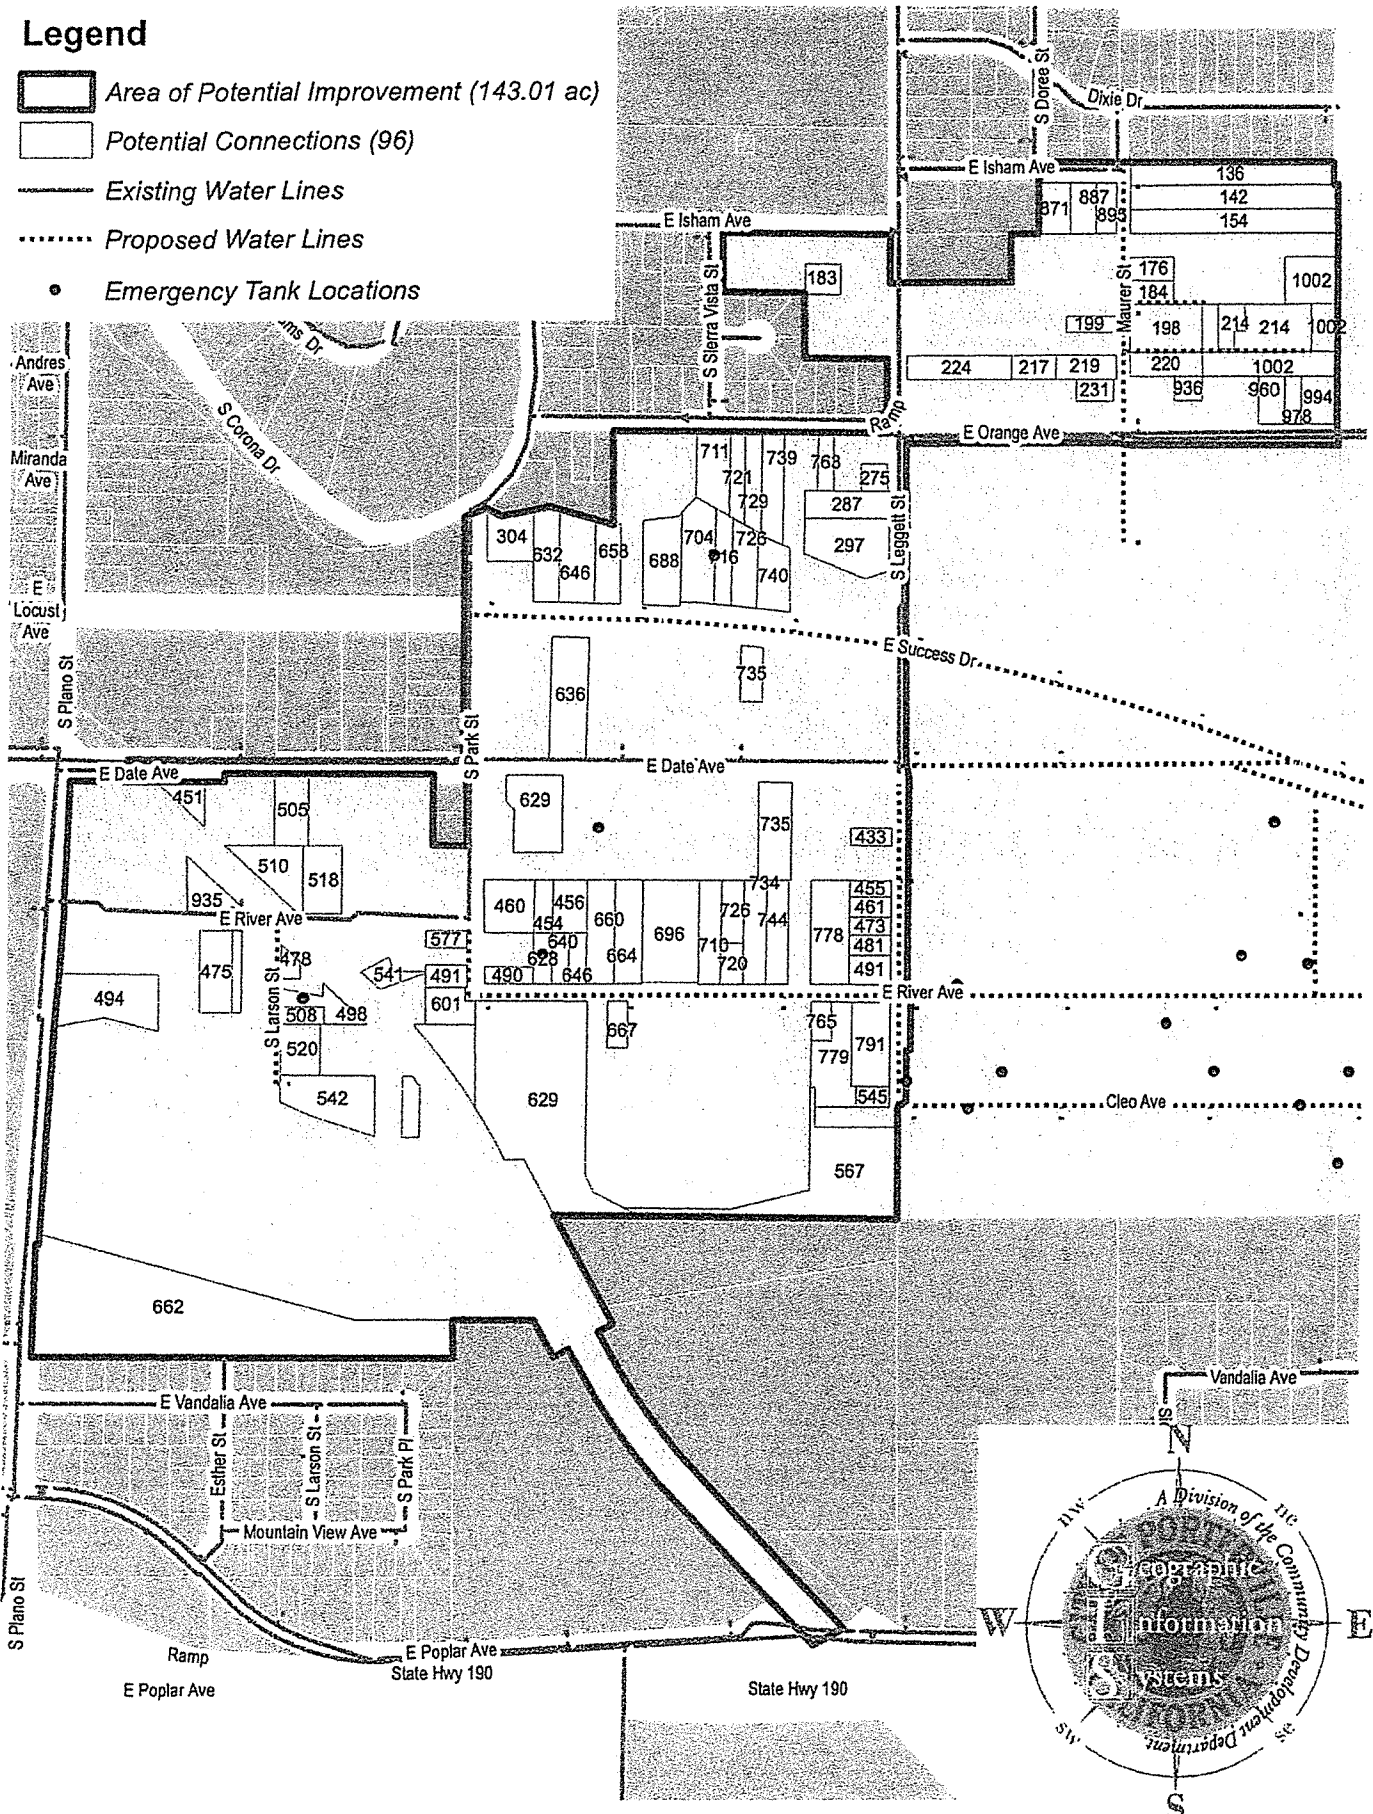 Legend
Area of Potential Improvement (143.01 ac)
Potential Connections (96)
Existing Water Lines
Proposed Water Lines
Emergency Tank Locations
S Doree St
Dixie Dr
E Isham Ave
136
142
154
871
887
E Isham Ave
183
S Sierra Vista St
176
184
1002
Maurer St
199
198
214
214
1002
224
217
219
220
1002
231
936
960
994
978
Dr
Andres
Ave
S Corona Dr
Ramp
E Orange Ave
Miranda
Ave
711
721
729
739
763
275
287
297
S Leggett St
304
632
646
658
688
704
716
726
740
E
Locust
Ave
S Plano St
E Success Dr
636
735
S Park St
E Date Ave
E Date Ave
451
505
629
735
433
510
518
935
E River Ave
734
460
454
456
660
696
726
744
455
461
473
481
491
778
577
640
628
664
710
720
490
646
475
478
541
491
494
S Larson St
508
498
601
E River Ave
520
667
765
779
791
542
629
545
Cleo Ave
567
662
E Vandalia Ave
Vandalia Ave
Esther St
S Larson St
S Park Pl
Mountain View Ave
S Plano St
Ramp
E Poplar Ave
E Poplar Ave
State Hwy 190
State Hwy 190
N
nw
ne
W
E
sw
se
S
A Division of the Community Development Department
Geographic
Information
Systems